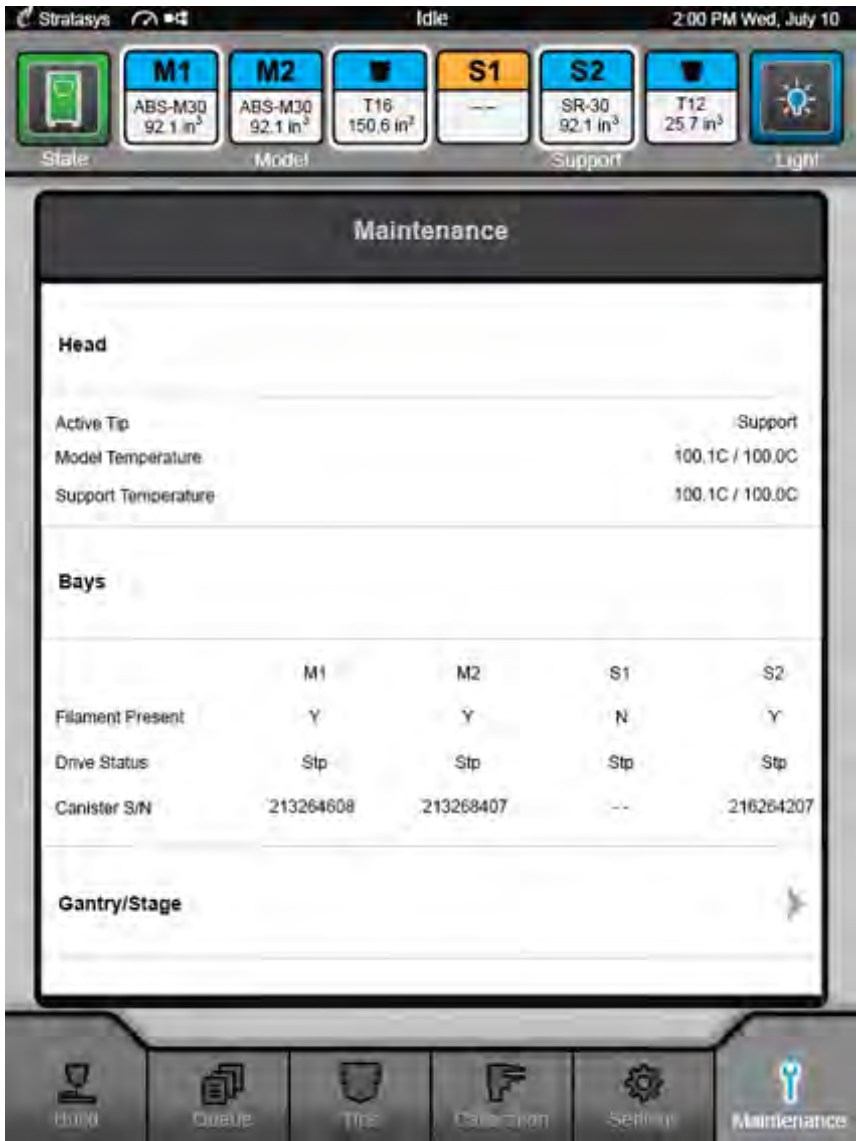 Stratasys Idle 2:00 PM Wed, July 10
M1 M2 S1 S2
ABS-M30 ABS-M30 T16 -- SR-30 T12
92.1 in³ 92.1 in³ 150.6 in³ 92.1 in³ 25.7 in³
State Model Support Light
Maintenance
Head
Active Tip Support
Model Temperature 100.1C / 100.0C
Support Temperature 100.1C / 100.0C
Bays
M1 M2 S1 S2
Filament Present Y Y N Y
Drive Status Stp Stp Stp Stp
Canister S/N 213264608 213268407 -- 216264207
Gantry/Stage
Build Queue Tips Calibration Settings Maintenance